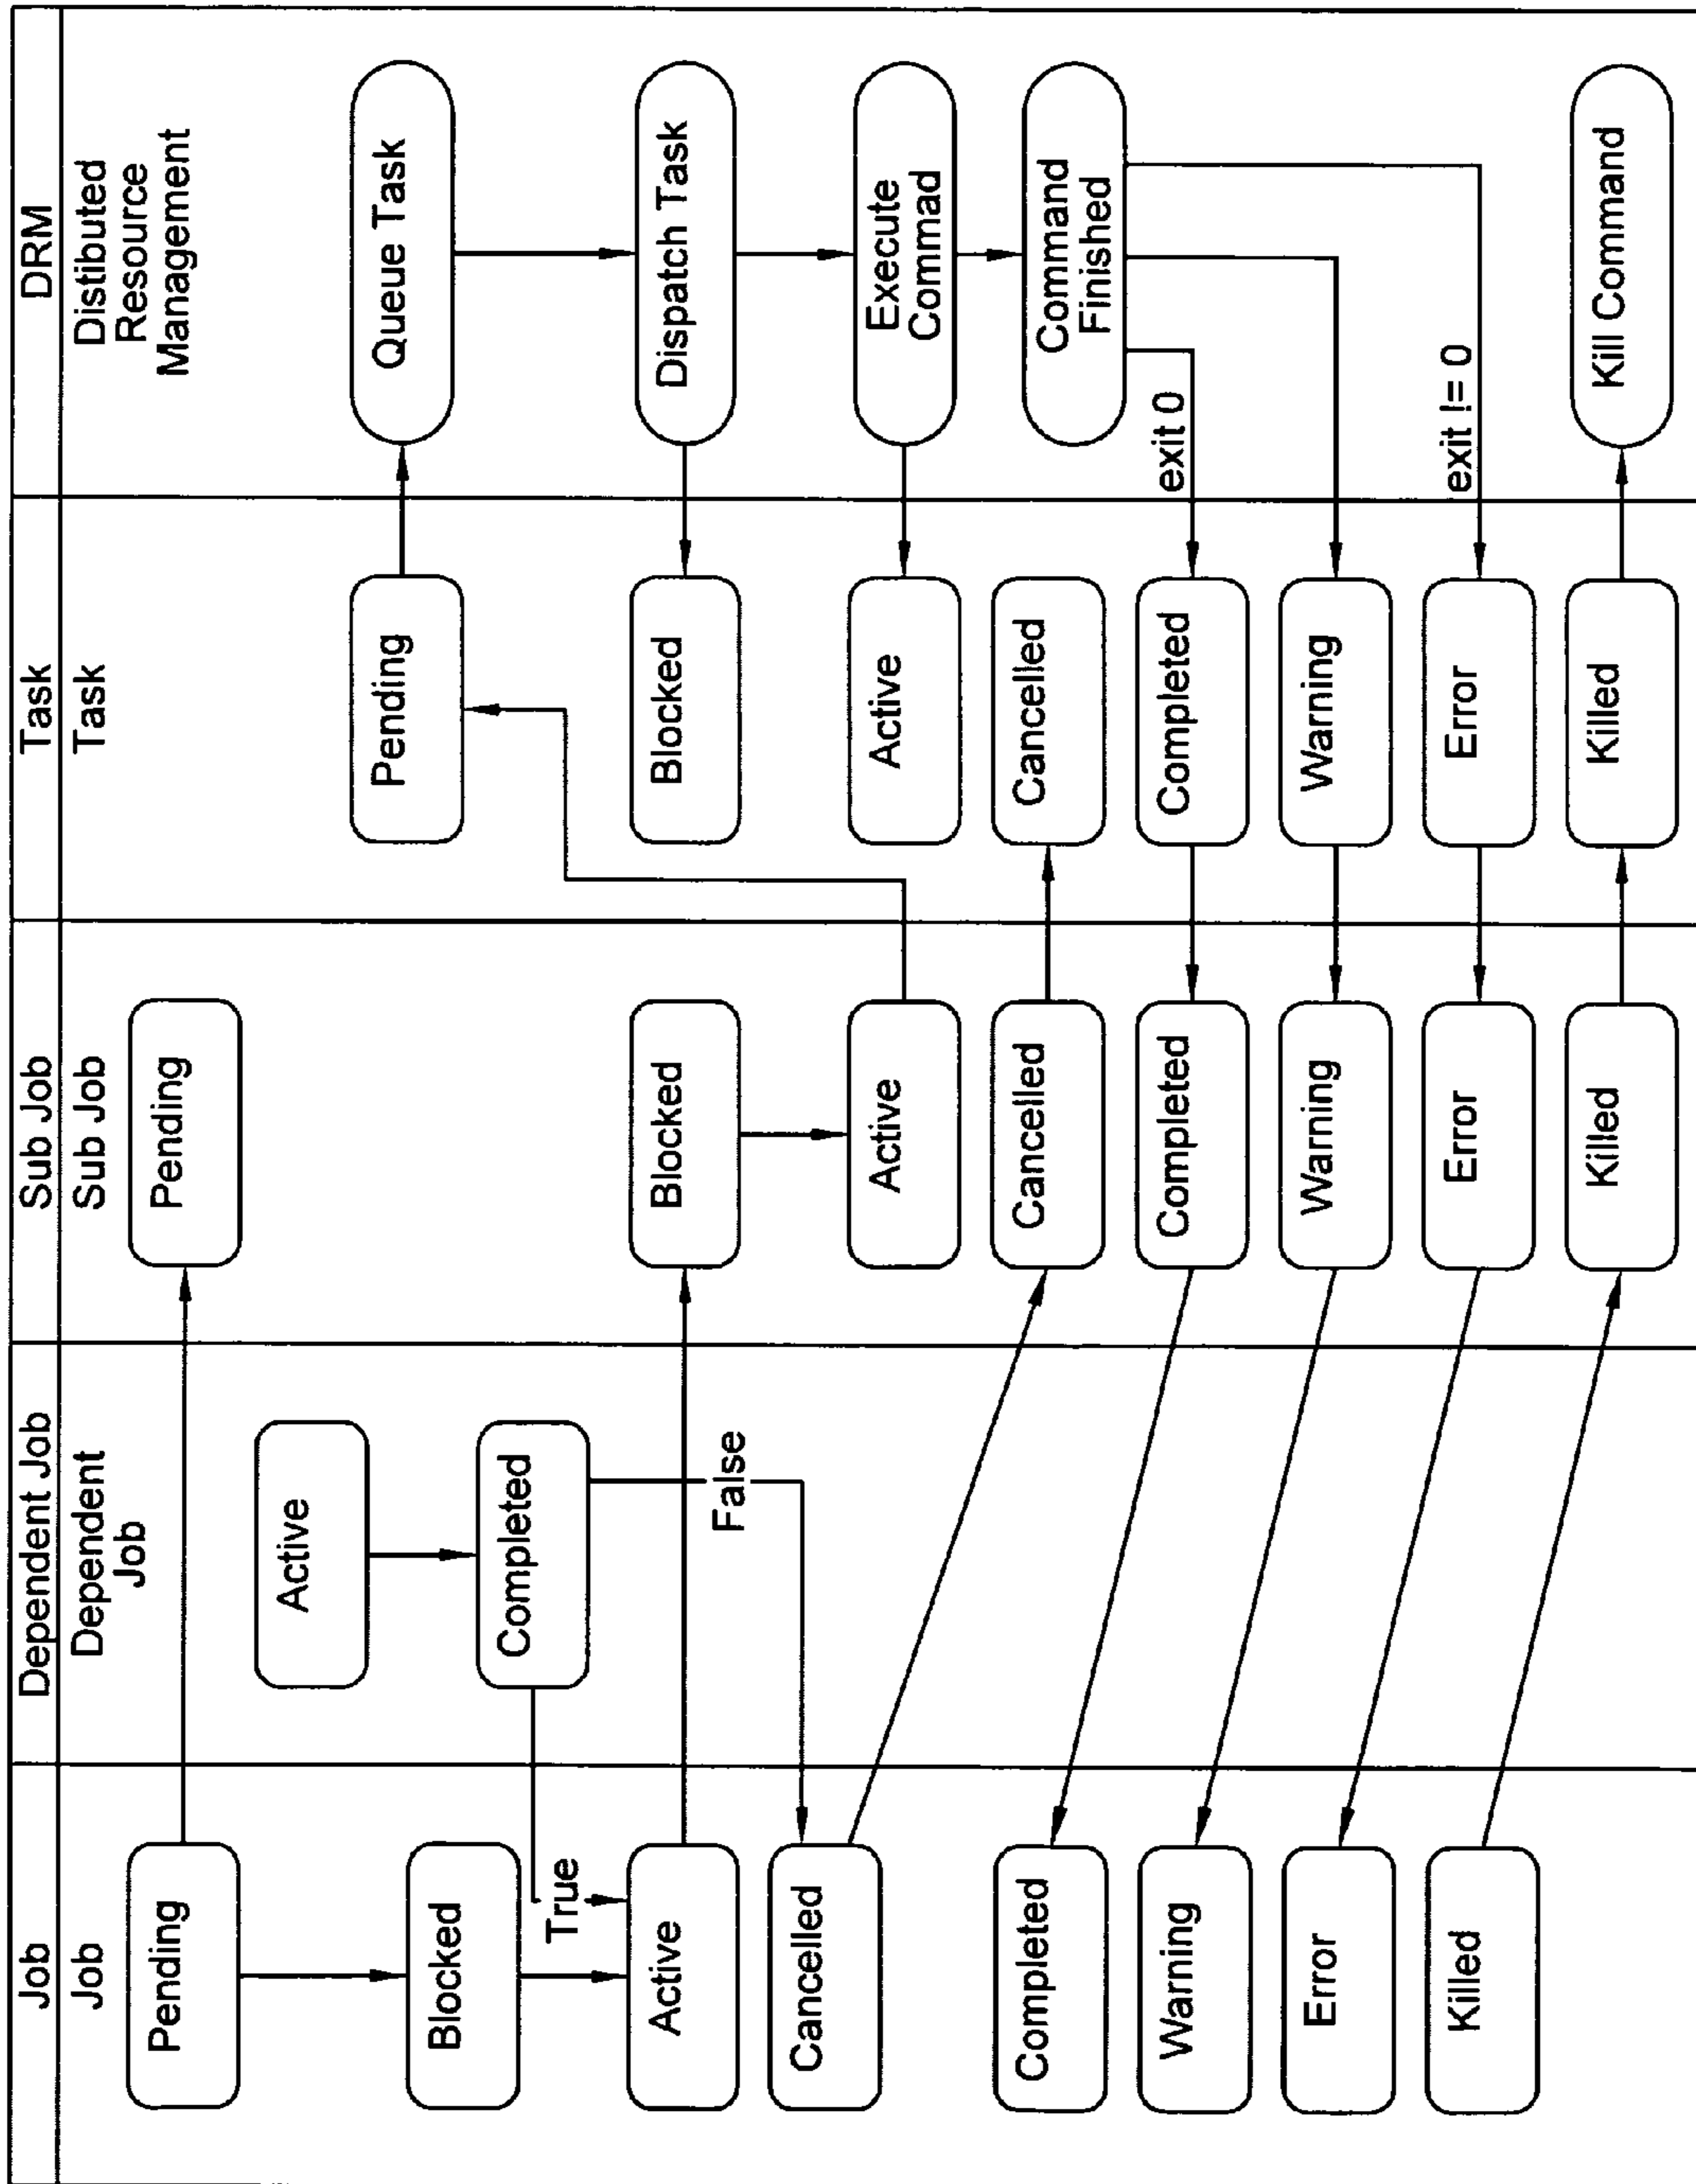 Job
Dependent Job
Sub Job
Task
DRM
Job
Dependent
Job
Sub Job
Task
Distibuted
Resource
Management
Pending
Pending
Active
Blocked
Completed
Pending
Queue Task
True
Active
False
Blocked
Blocked
Dispatch Task
Cancelled
Active
Active
Execute
Commad
Completed
Cancelled
Cancelled
Command
Finished
Warning
Completed
Completed
exit 0
Error
Warning
Warning
Killed
Error
Error
exit != 0
Killed
Killed
Kill Command